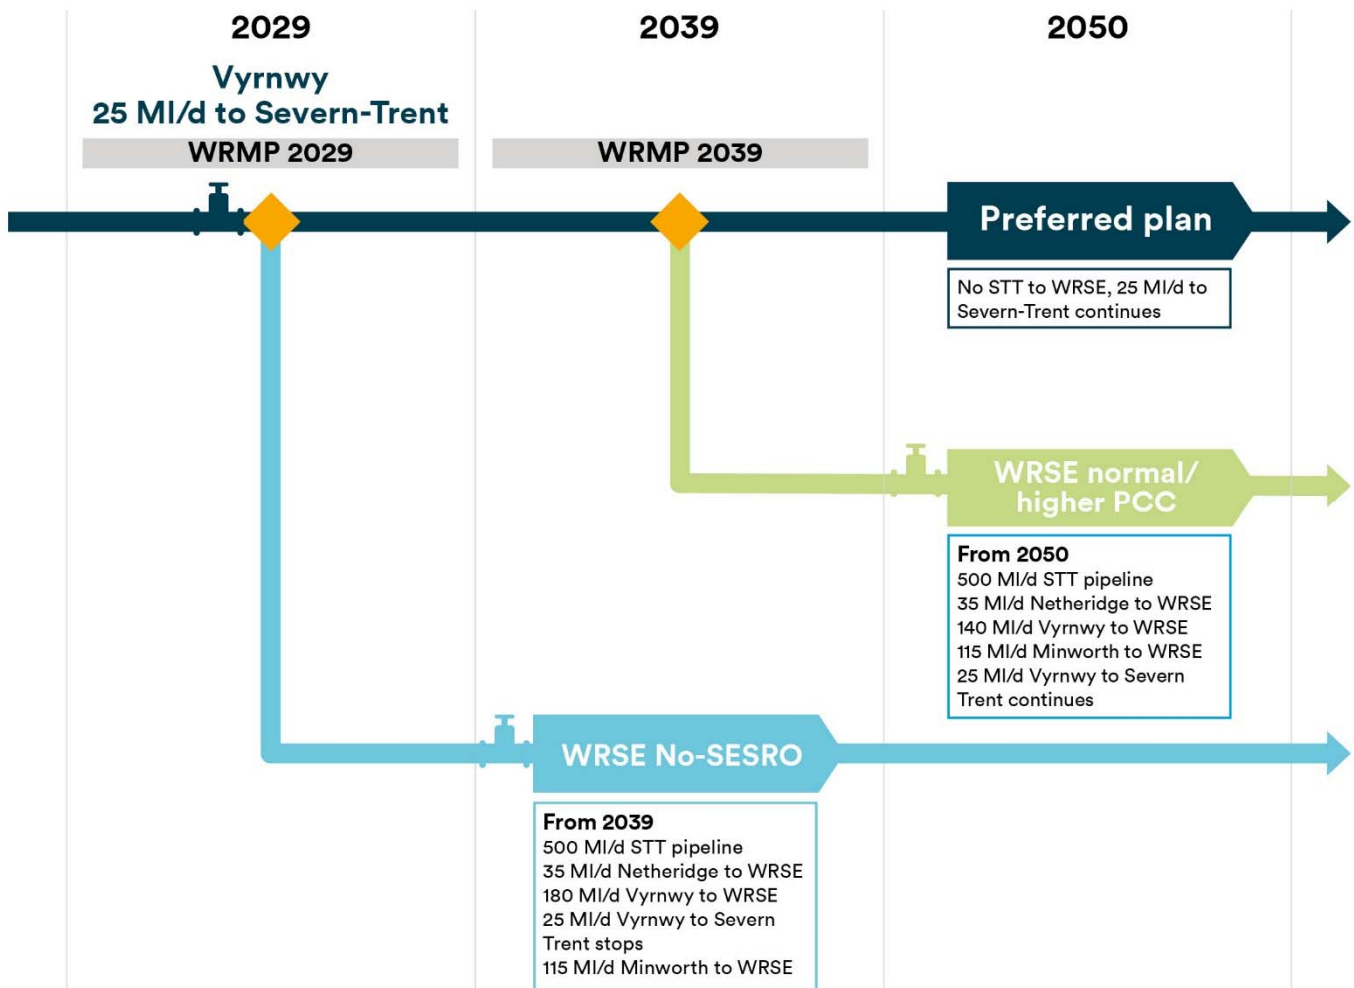 2029
2039
2050
Vyrnwy
25 Ml/d to Severn-Trent
WRMP 2029
WRMP 2039
Preferred plan
No STT to WRSE, 25 Ml/d to
Severn-Trent continues
WRSE normal/
higher PCC
From 2050
500 Ml/d STT pipeline
35 Ml/d Netheridge to WRSE
140 Ml/d Vyrnwy to WRSE
115 Ml/d Minworth to WRSE
25 Ml/d Vyrnwy to Severn
Trent continues
WRSE No-SESRO
From 2039
500 Ml/d STT pipeline
35 Ml/d Netheridge to WRSE
180 Ml/d Vyrnwy to WRSE
25 Ml/d Vyrnwy to Severn
Trent stops
115 Ml/d Minworth to WRSE